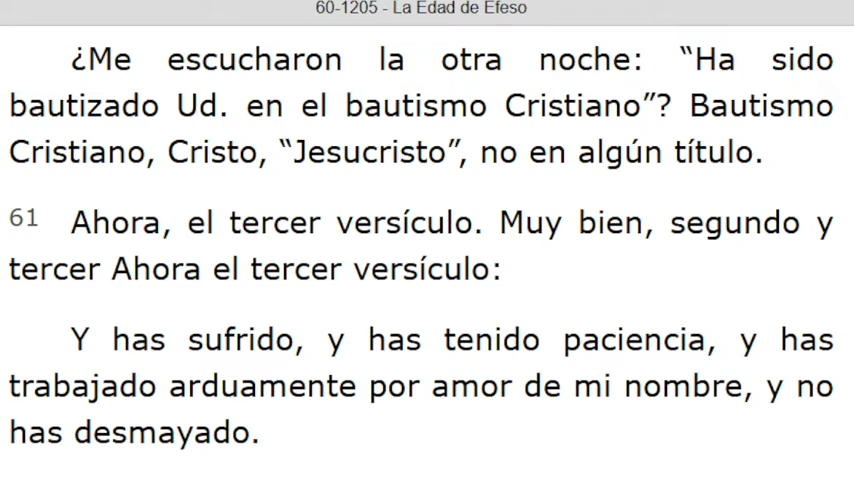 60-1205 - La Edad de Efeso
¿Me escucharon la otra noche: “Ha sido
bautizado Ud. en el bautismo Cristiano”? Bautismo
Cristiano, Cristo, “Jesucristo”, no en algún título.
61 Ahora, el tercer versículo. Muy bien, segundo y
tercer Ahora el tercer versículo:
Y has sufrido, y has tenido paciencia, y has
trabajado arduamente por amor de mi nombre, y no
has desmayado.